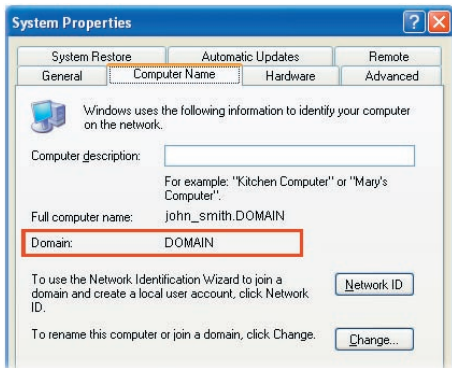 System Properties
System Restore Automatic Updates Remote
General Computer Name Hardware Advanced
Windows uses the following information to identify your computer
on the network.
Computer description:
For example: "Kitchen Computer" or "Mary's
Computer".
Full computer name: john_smith.DOMAIN
Domain: DOMAIN
To use the Network Identification Wizard to join a
domain and create a local user account, click Network
ID.
Network ID
To rename this computer or join a domain, click Change.
Change...